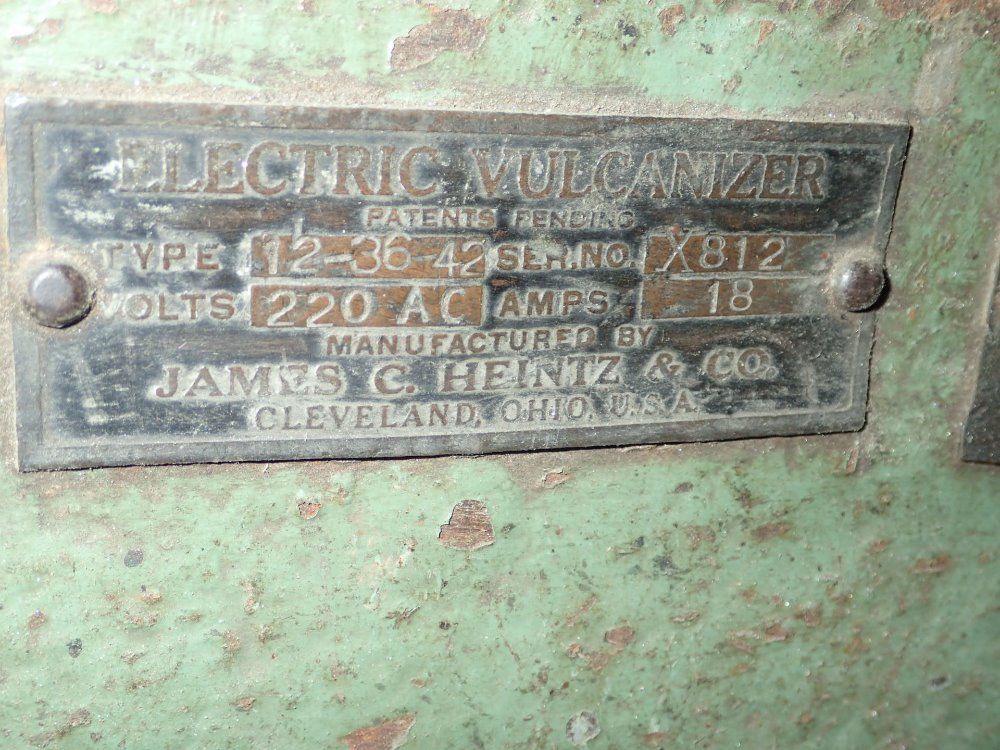 ELECTRIC VULCANIZER
PATENTS PENDING
TYPE 12-36-42 SER. NO. X812
VOLTS 220 AC AMPS 18
MANUFACTURED BY
JAMES C. HEINTZ & CO.
CLEVELAND, OHIO, U.S.A.